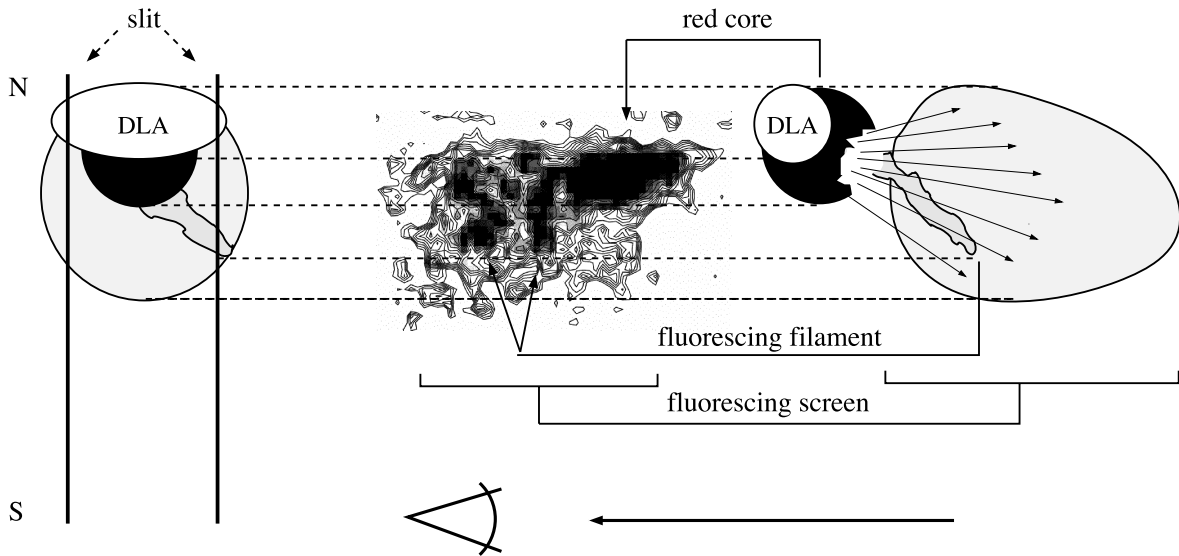 slit
red core
N
DLA
DLA
fluorescing filament
fluorescing screen
S